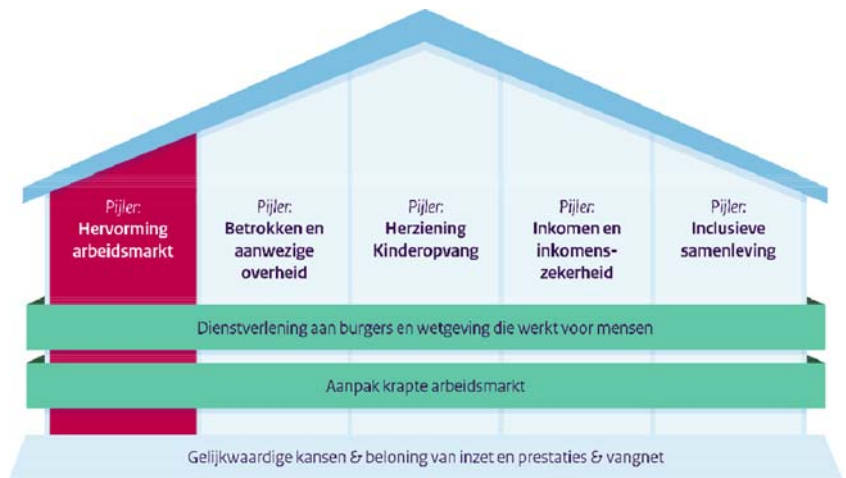 Pijler:
Hervorming
arbeidsmarkt
Pijler:
Betrokken en
aanwezige
overheid
Pijler:
Herziening
Kinderopvang
Pijler:
Inkomen en
inkomens-
zekerheid
Pijler:
Inclusieve
samenleving
Dienstverlening aan burgers en wetgeving die werkt voor mensen
Aanpak krapte arbeidsmarkt
Gelijkwaardige kansen & beloning van inzet en prestaties & vangnet